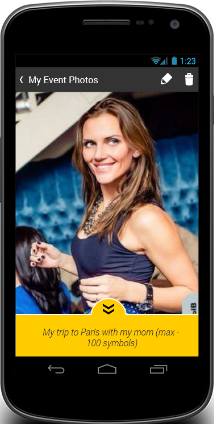 1:23
My Event Photos
My trip to Paris with my mom (max -
100 symbols)